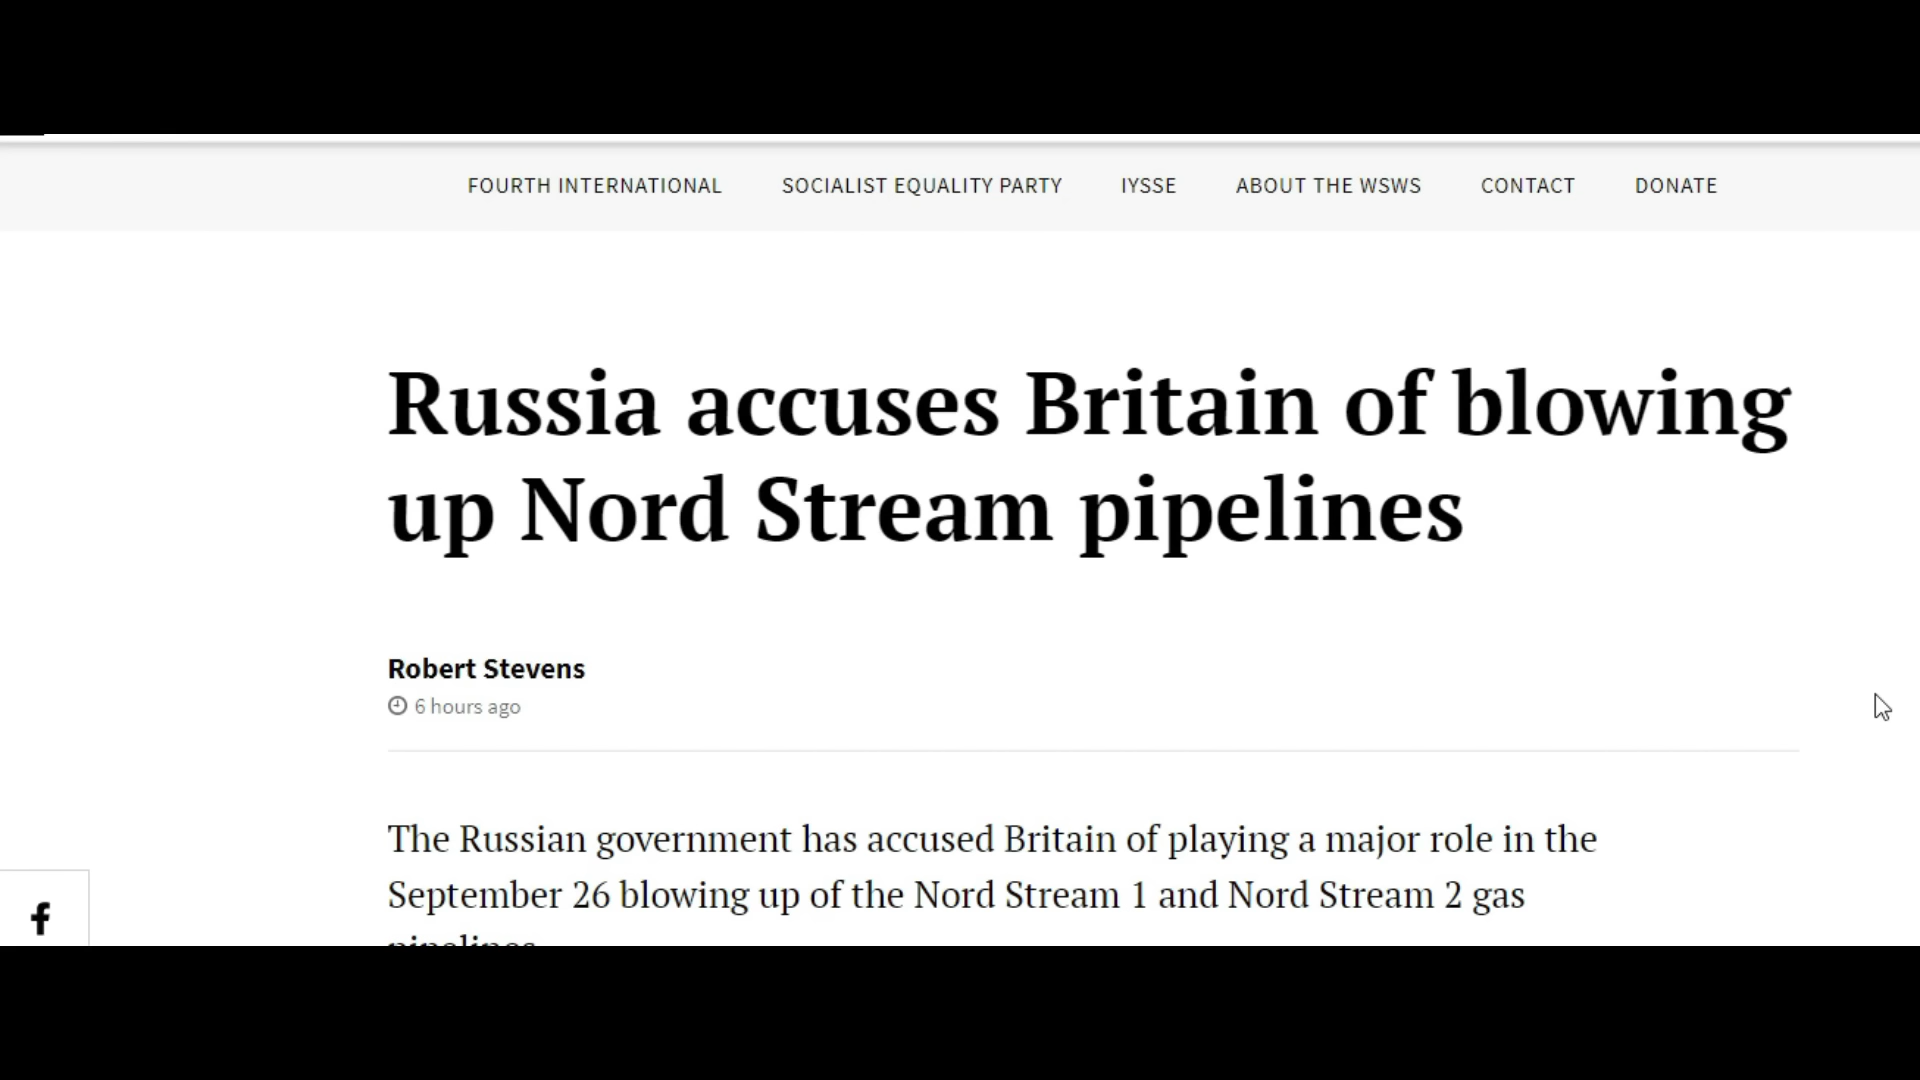 FOURTH INTERNATIONAL SOCIALIST EQUALITY PARTY IYSSE ABOUT THE WSWS CONTACT DONATE
Russia accuses Britain of blowing
up Nord Stream pipelines
Robert Stevens
6 hours ago
The Russian government has accused Britain of playing a major role in the
September 26 blowing up of the Nord Stream 1 and Nord Stream 2 gas
pipelines